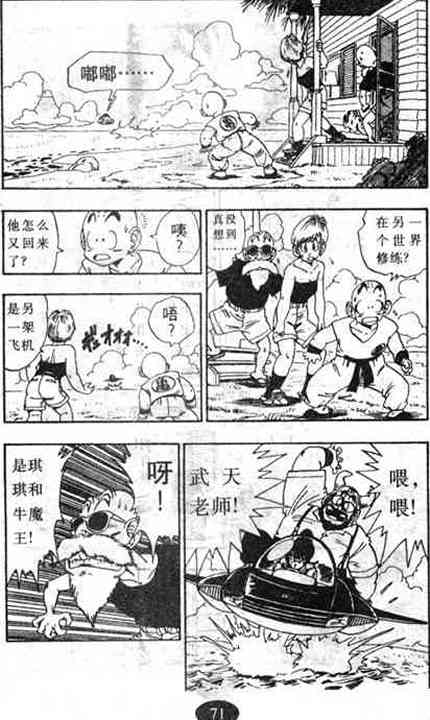 嘟嘟······
在另一
个世界
修练?
真没
想到
······
咦?
他怎么
又回来
了?
唔?
是另
一架
飞机
喂,
喂!
武天
老师!
呀!
是琪
琪和
牛魔
王!
71